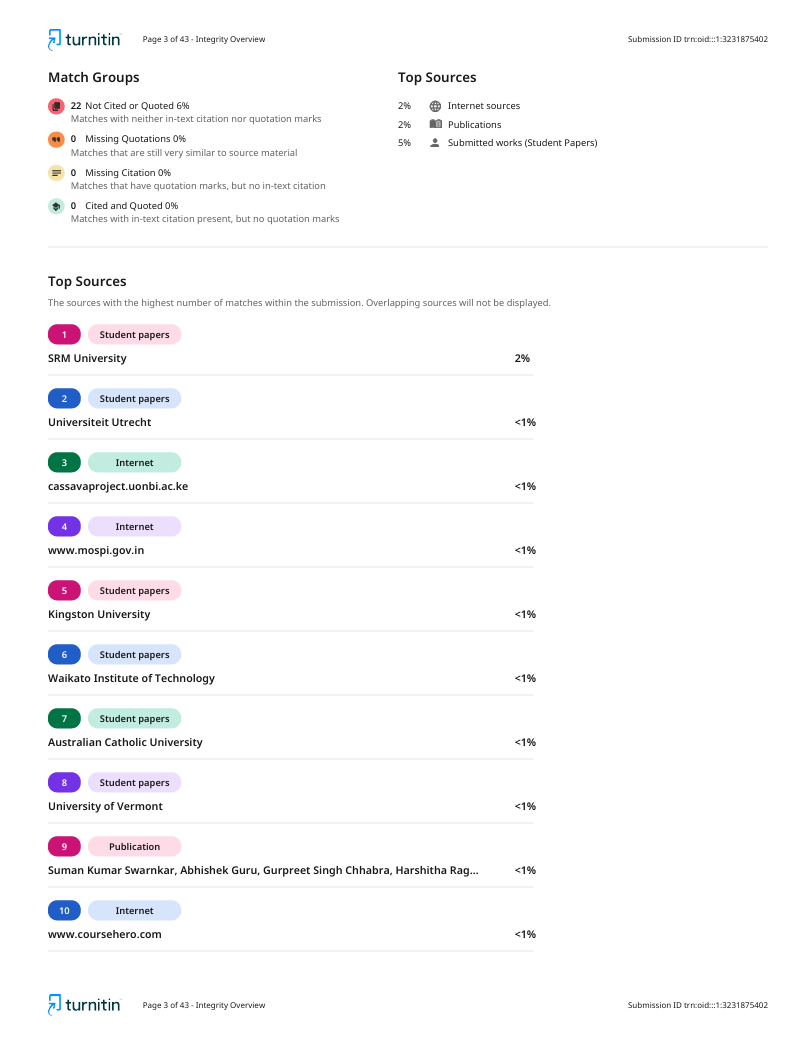 turnitin Page 3 of 43 - Integrity Overview Submission ID trn:oid:::1:3231875402
Match Groups
22 Not Cited or Quoted 6%
Matches with neither in-text citation nor quotation marks
0 Missing Quotations 0%
Matches that are still very similar to source material
0 Missing Citation 0%
Matches that have quotation marks, but no in-text citation
0 Cited and Quoted 0%
Matches with in-text citation present, but no quotation marks
Top Sources
2% Internet sources
2% Publications
5% Submitted works (Student Papers)
Top Sources
The sources with the highest number of matches within the submission. Overlapping sources will not be displayed.
1 Student papers
SRM University 2%
2 Student papers
Universiteit Utrecht <1%
3 Internet
cassavaproject.uonbi.ac.ke <1%
4 Internet
www.mospi.gov.in <1%
5 Student papers
Kingston University <1%
6 Student papers
Waikato Institute of Technology <1%
7 Student papers
Australian Catholic University <1%
8 Student papers
University of Vermont <1%
9 Publication
Suman Kumar Swarnkar, Abhishek Guru, Gurpreet Singh Chhabra, Harshitha Rag... <1%
10 Internet
www.coursehero.com <1%
turnitin Page 3 of 43 - Integrity Overview Submission ID trn:oid:::1:3231875402